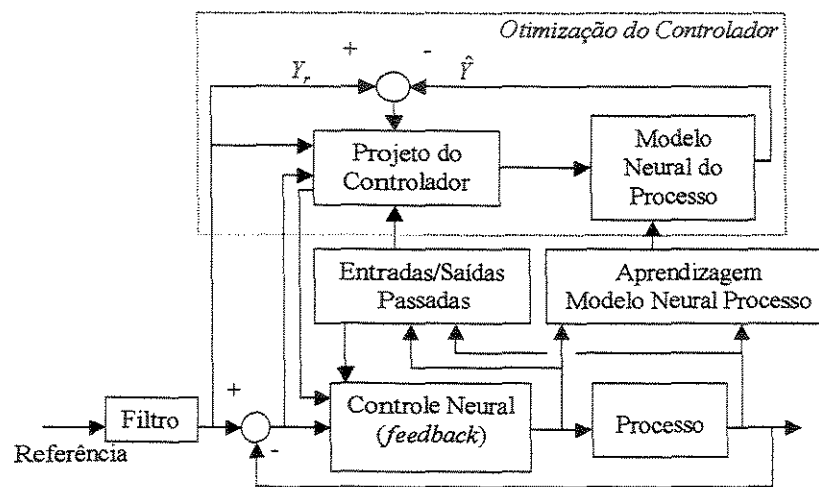 Otimização do Controlador
+
-
Yr
Ŷ
Projeto do
Controlador
Modelo
Neural do
Processo
Entradas/Saídas
Passadas
Aprendizagem
Modelo Neural Processo
+
Filtro
Referência
-
Controle Neural
(feedback)
Processo